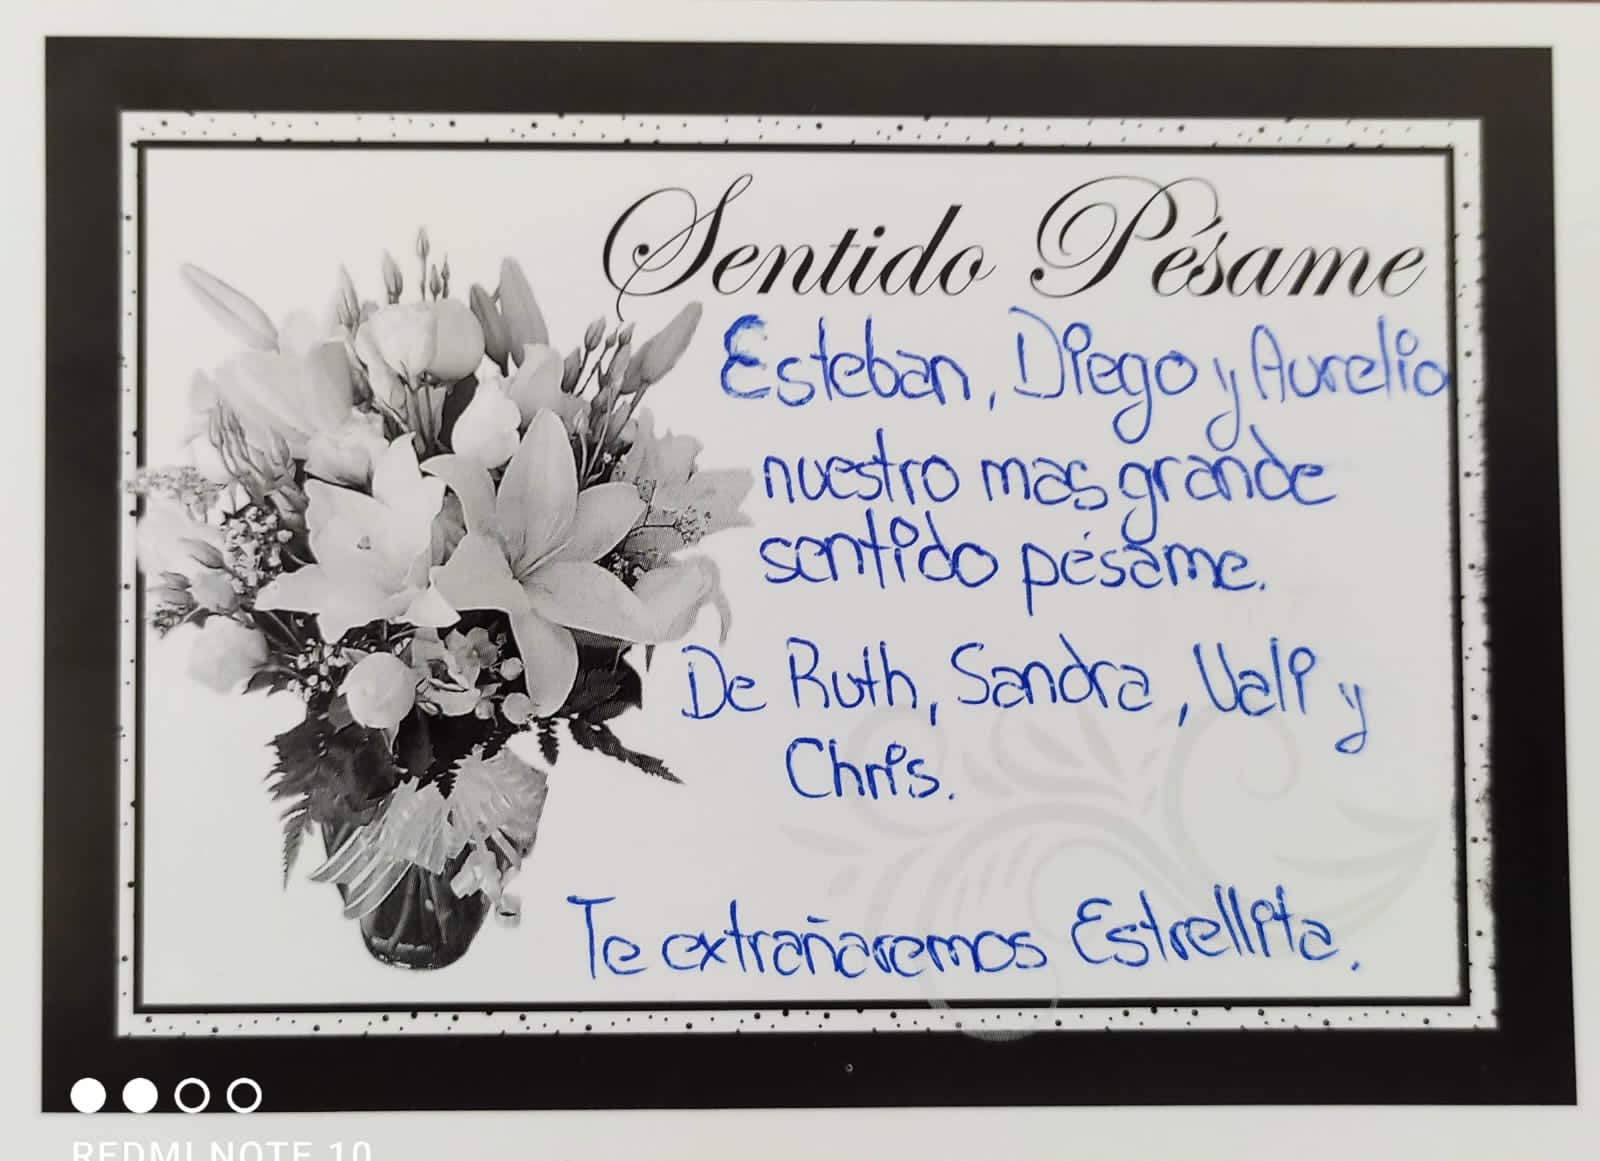 Sentido Pésame
Esteban, Diego y Aurelio
nuestro mas grande
sentido pésame.
De Ruth, Sandra, Vali y
Chris.
Te extrañaremos Estrellita.
REDMI NOTE 10